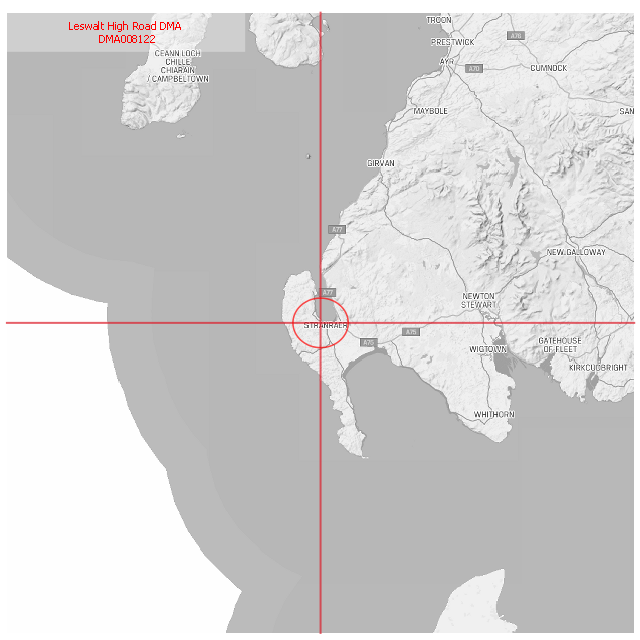 Leswalt High Road DMA
DMA008122
TROON
PRESTWICK
A76
CEANN LOCH
CHILLE
CHIARAIN
/ CAMPBELTOWN
AYR
A70
CUMNOCK
MAYBOLE
SAN
GIRVAN
A77
NEW GALLOWAY
A77
NEWTON
STEWART
STRANRAER
A75
A75
WIGTOWN
GATEHOUSE
OF FLEET
KIRKCUDBRIGHT
WHITHORN